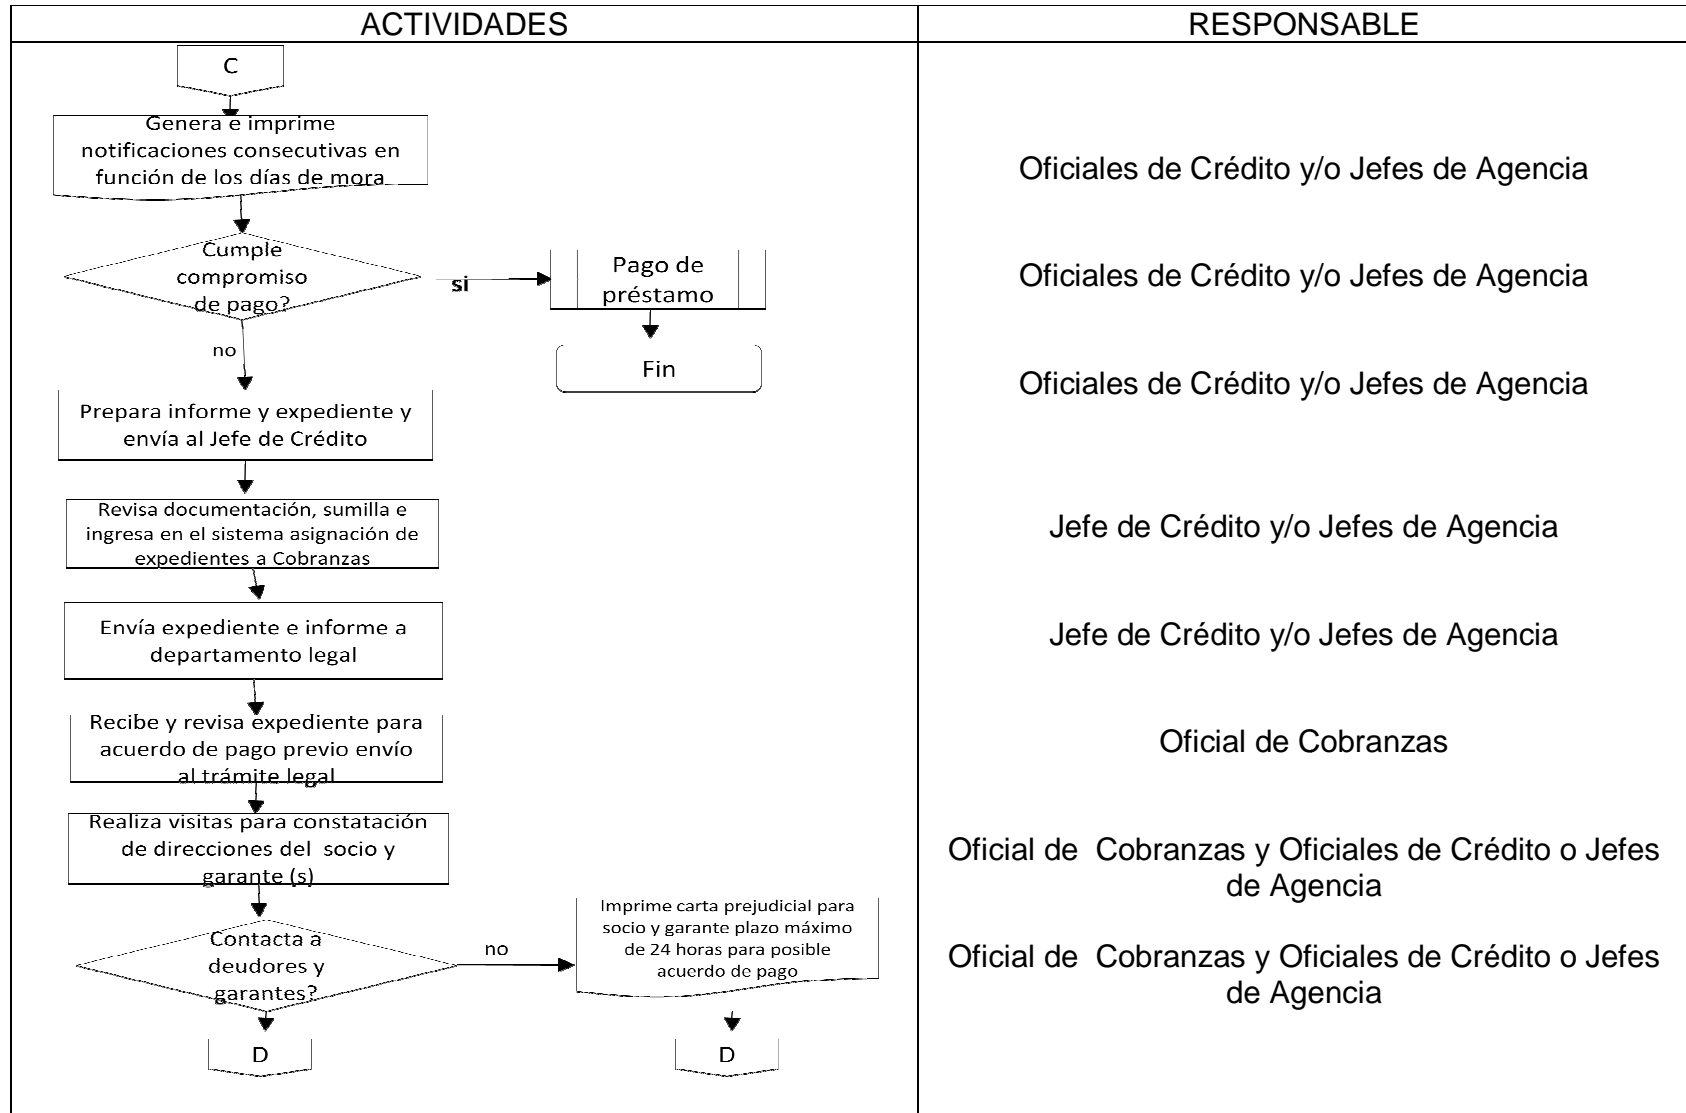 ACTIVIDADES
RESPONSABLE
C
Genera e imprime
notificaciones consecutivas en
función de los días de mora
Oficiales de Crédito y/o Jefes de Agencia
Cumple
compromiso
de pago?
si
Pago de
préstamo
Oficiales de Crédito y/o Jefes de Agencia
no
Fin
Oficiales de Crédito y/o Jefes de Agencia
Prepara informe y expediente y
envía al Jefe de Crédito
Revisa documentación, sumilla e
ingresa en el sistema asignación de
expedientes a Cobranzas
Jefe de Crédito y/o Jefes de Agencia
Envía expediente e informe a
departamento legal
Jefe de Crédito y/o Jefes de Agencia
Recibe y revisa expediente para
acuerdo de pago previo envío
al trámite legal
Oficial de Cobranzas
Realiza visitas para constatación
de direcciones del  socio y
garante (s)
Oficial de  Cobranzas y Oficiales de Crédito o Jefes
de Agencia
Contacta a
deudores y
garantes?
no
Imprime carta prejudicial para
socio y garante plazo máximo
de 24 horas para posible
acuerdo de pago
Oficial de  Cobranzas y Oficiales de Crédito o Jefes
de Agencia
D
D